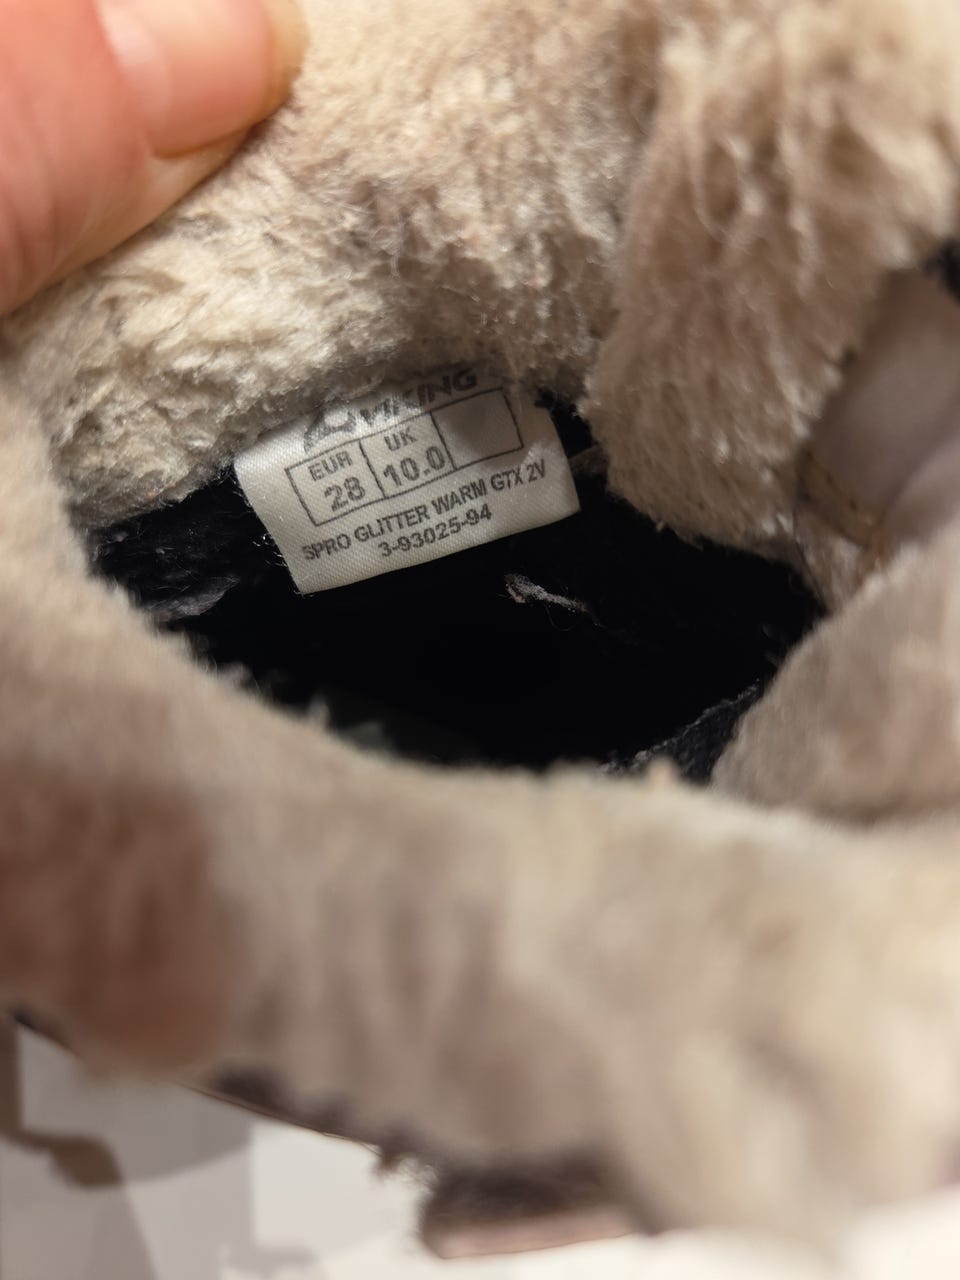 VIKING
EUR UK
28 10.0
SPRO GLITTER WARM GTX 2V
3-93025-94